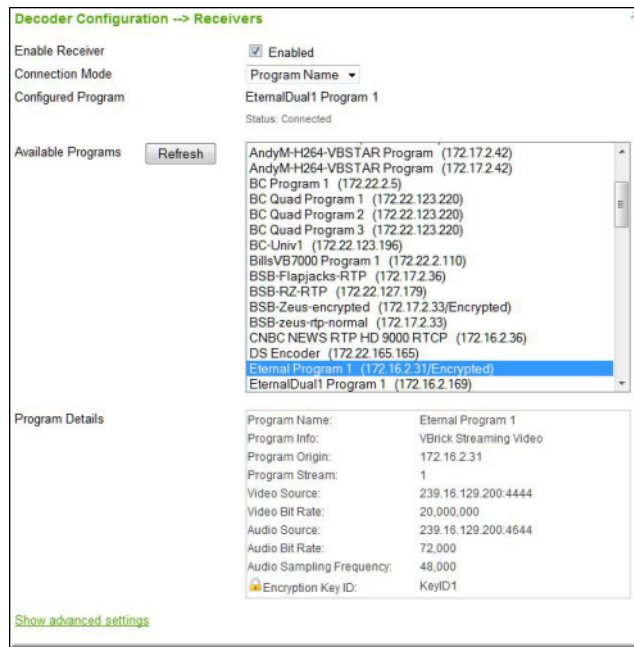 Decoder Configuration --> Receivers
Enable Receiver Enabled
Connection Mode Program Name
Configured Program EternalDual1 Program 1
Status: Connected
Available Programs Refresh
AndyM-H264-VBSTAR Program (172.17.2.42)
AndyM-H264-VBSTAR Program (172.17.2.42)
BC Program 1 (172.22.2.5)
BC Quad Program 1 (172.22.123.220)
BC Quad Program 2 (172.22.123.220)
BC Quad Program 3 (172.22.123.220)
BC-Univ1 (172.22.123.196)
BillsVB7000 Program 1 (172.22.2.110)
BSB-Flapjacks-RTP (172.17.2.36)
BSB-RZ-RTP (172.22.127.179)
BSB-Zeus-encrypted (172.17.2.33/Encrypted)
BSB-zeus-rtp-normal (172.17.2.33)
CNBC NEWS RTP HD 9000 RTCP (172.16.2.36)
DS Encoder (172.22.165.165)
Eternal Program 1 (172.16.2.31/Encrypted)
EternalDual1 Program 1 (172.16.2.169)
Program Details
Program Name: Eternal Program 1
Program Info: VBrick Streaming Video
Program Origin: 172.16.2.31
Program Stream: 1
Video Source: 239.16.129.200:4444
Video Bit Rate: 20,000,000
Audio Source: 239.16.129.200:4644
Audio Bit Rate: 72,000
Audio Sampling Frequency: 48,000
Encryption Key ID: KeyID1
Show advanced settings